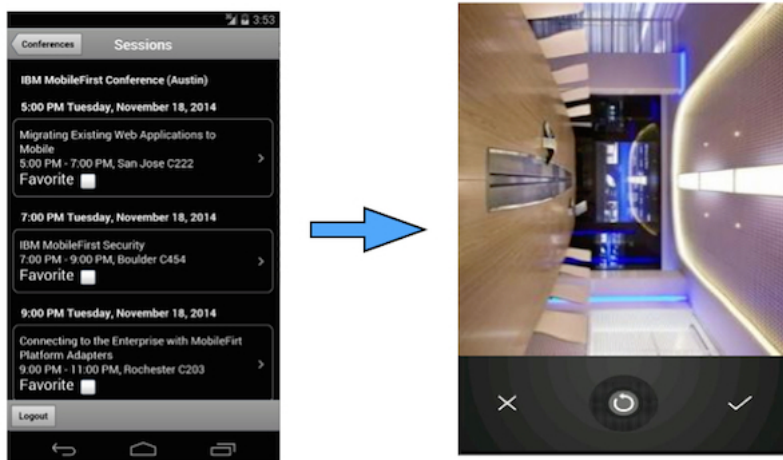 3:53
Conferences
Sessions
IBM MobileFirst Conference (Austin)
5:00 PM Tuesday, November 18, 2014
Migrating Existing Web Applications to
Mobile
5:00 PM - 7:00 PM, San Jose C222
Favorite
7:00 PM Tuesday, November 18, 2014
IBM MobileFirst Security
7:00 PM - 9:00 PM, Boulder C454
Favorite
9:00 PM Tuesday, November 18, 2014
Connecting to the Enterprise with MobileFirt
Platform Adapters
9:00 PM - 11:00 PM, Rochester C203
Favorite
Logout